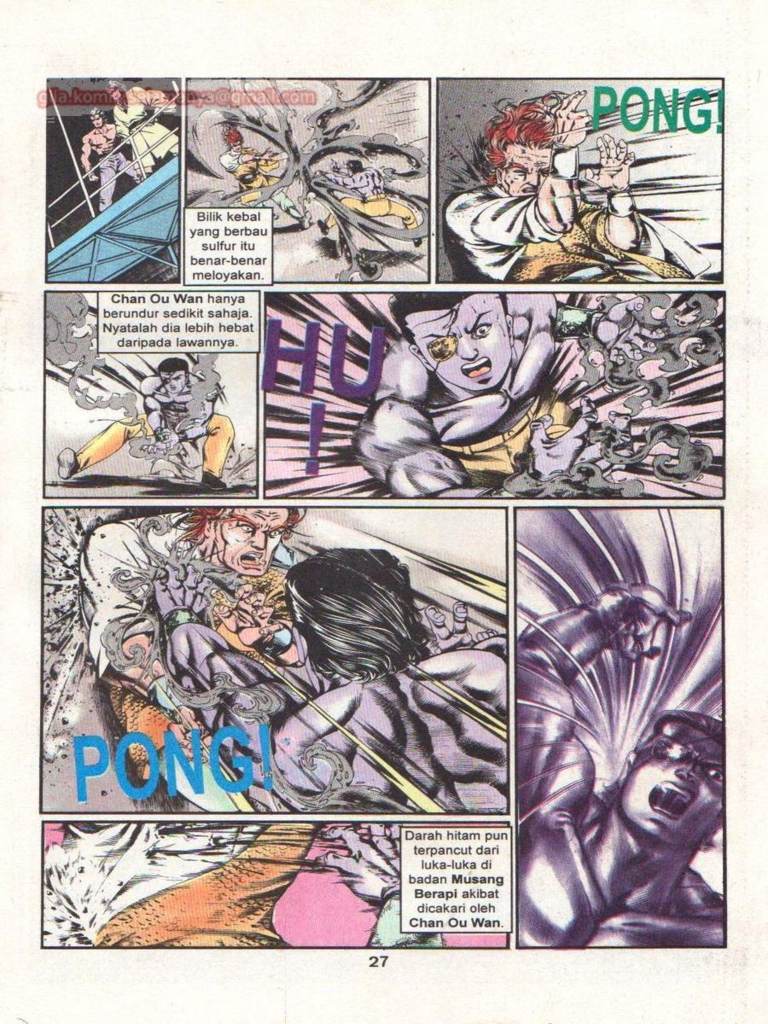 PONG!
Bilik kebal
yang berbau
sulfur itu
benar-benar
meloyakan.
Chan Ou Wan hanya
berundur sedikit sahaja.
Nyatalah dia lebih hebat
daripada lawannya.
HU
!
PONG!
Darah hitam pun
terpancut dari
luka-luka di
badan Musang
Berapi akibat
dicakari oleh
Chan Ou Wan.
27